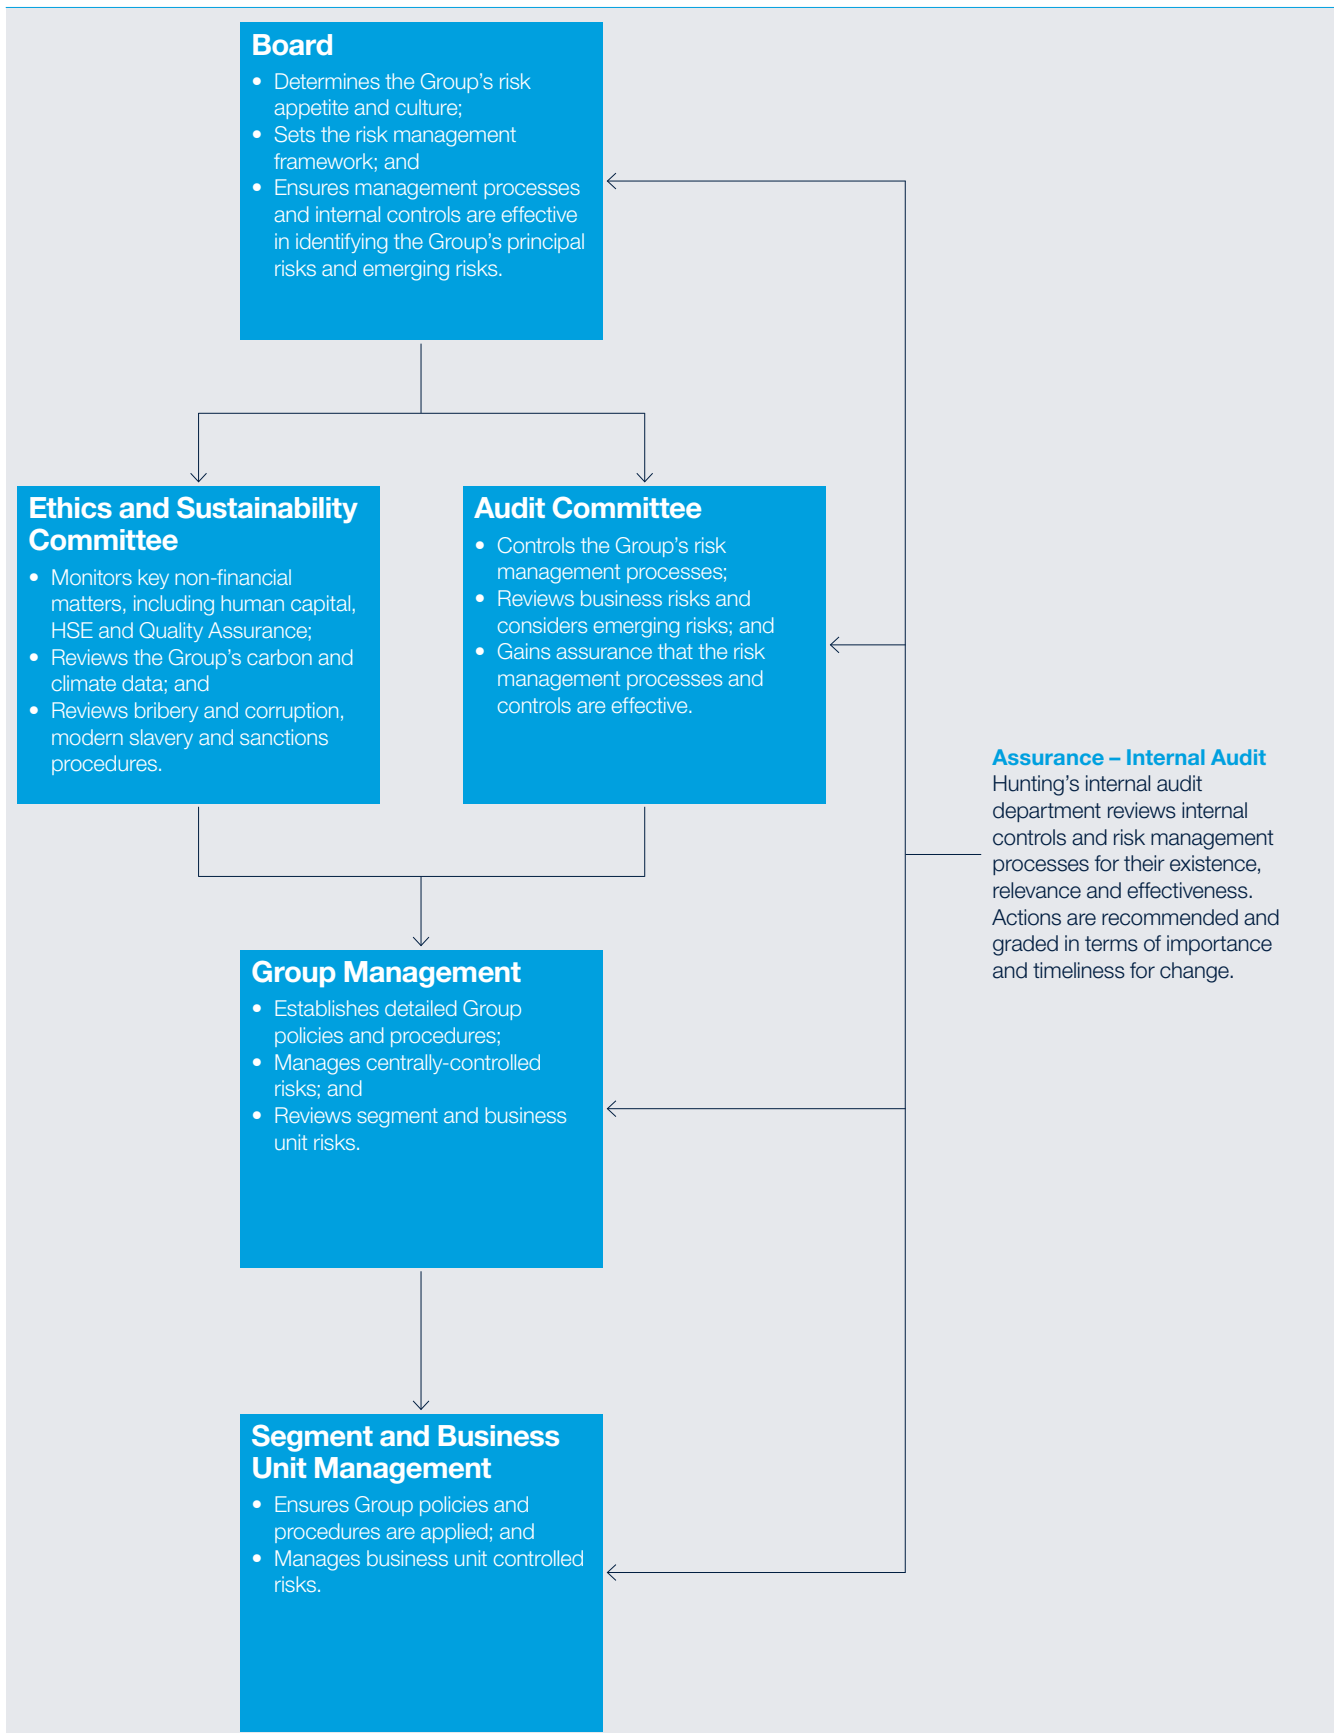 Board
• Determines the Group's risk
appetite and culture;
• Sets the risk management
framework; and
• Ensures management processes
and internal controls are effective
in identifying the Group's principal
risks and emerging risks.
Ethics and Sustainability
Committee
• Monitors key non-financial
matters, including human capital,
HSE and Quality Assurance;
• Reviews the Group's carbon and
climate data; and
• Reviews bribery and corruption,
modern slavery and sanctions
procedures.
Audit Committee
• Controls the Group's risk
management processes;
• Reviews business risks and
considers emerging risks; and
• Gains assurance that the risk
management processes and
controls are effective.
Assurance – Internal Audit
Hunting's internal audit
department reviews internal
controls and risk management
processes for their existence,
relevance and effectiveness.
Actions are recommended and
graded in terms of importance
and timeliness for change.
Group Management
• Establishes detailed Group
policies and procedures;
• Manages centrally-controlled
risks; and
• Reviews segment and business
unit risks.
Segment and Business
Unit Management
• Ensures Group policies and
procedures are applied; and
• Manages business unit controlled
risks.